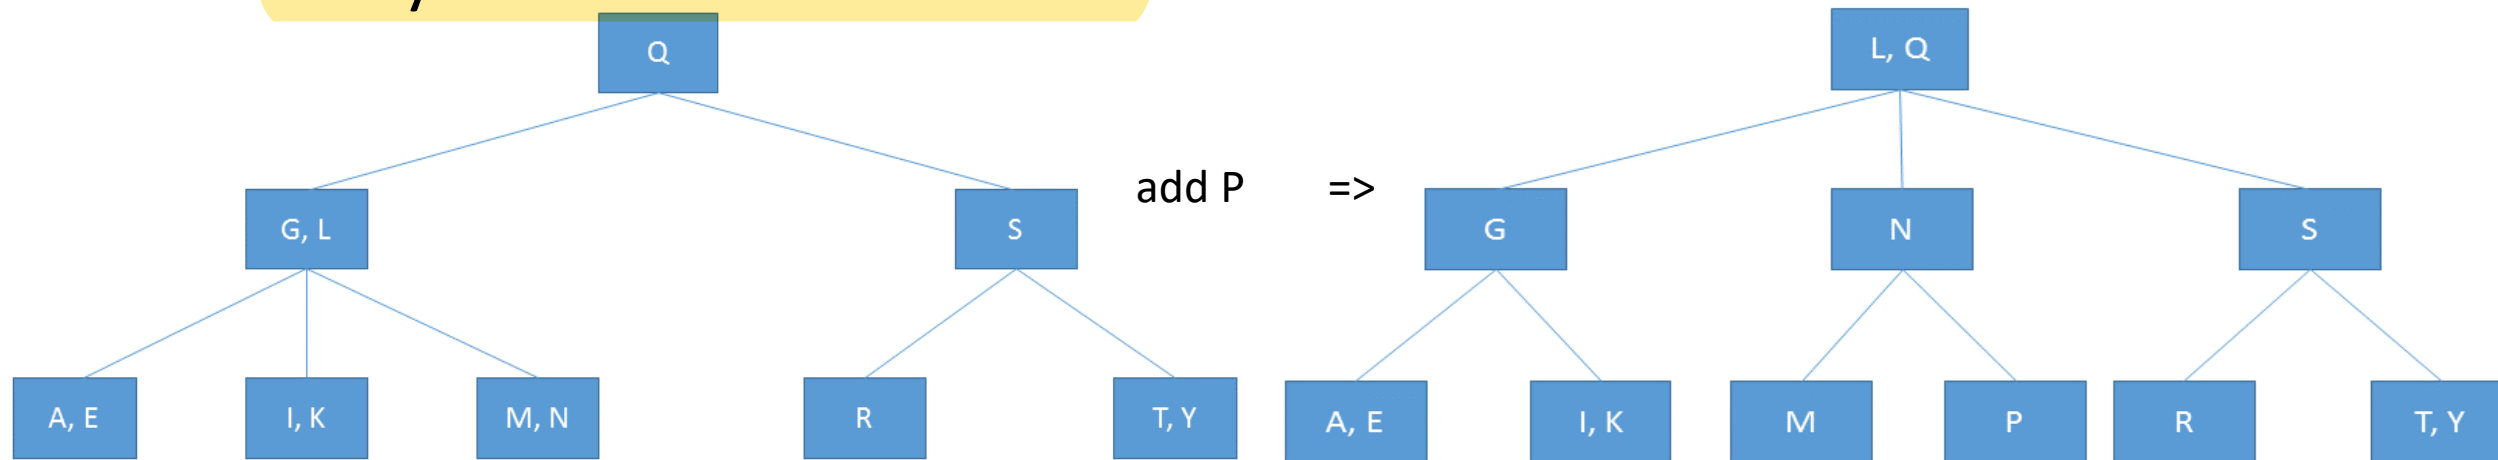 Q
G, L
S
A, E
I, K
M, N
R
T, Y
add P =>
L, Q
G
N
S
A, E
I, K
M
P
R
T, Y